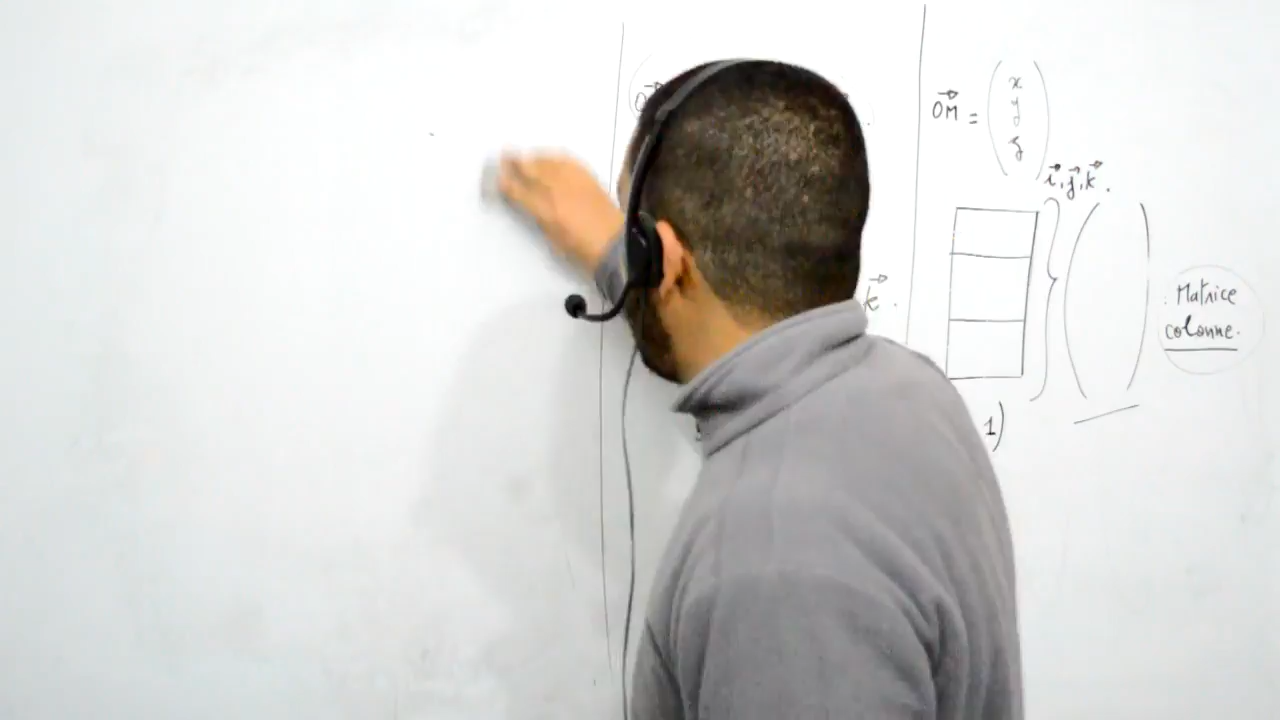 k⃗ .
OM⃗ = ( x
y
z )
i⃗, j⃗, k⃗ .
: Matrice
colonne.
1)